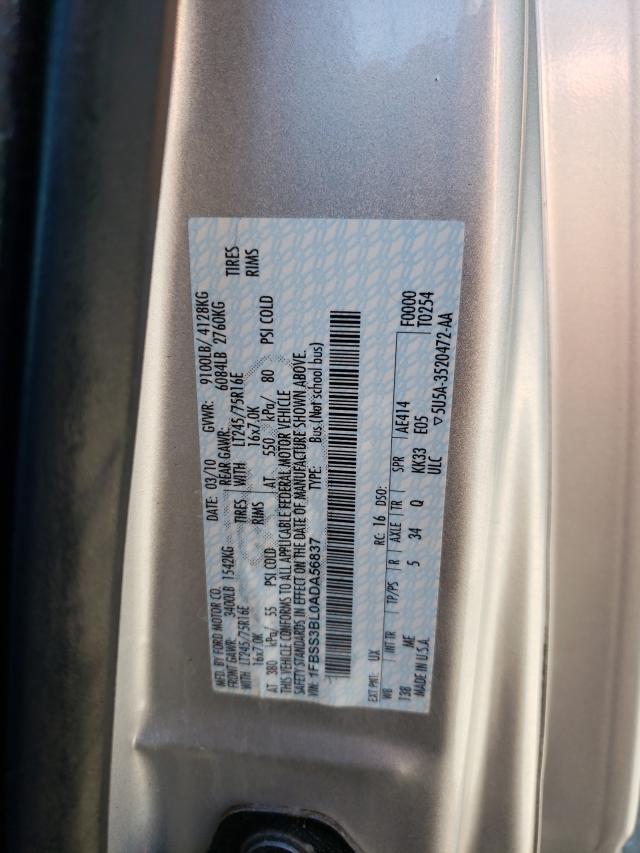 MFD. BY FORD MOTOR CO.
DATE: 03/10 GVWR: 9100LB/ 4128KG
FRONT GAWR: 3400LB 1542KG REAR GAWR: 6084LB 2760KG
WITH LT245/75R16E TIRES WITH LT245/75R16E TIRES
16x7.0K RIMS 16x7.0K RIMS
AT 380 kPa/ 55 PSI COLD AT 550 kPa/ 80 PSI COLD
THIS VEHICLE CONFORMS TO ALL APPLICABLE FEDERAL MOTOR VEHICLE
SAFETY STANDARDS IN EFFECT ON THE DATE OF MANUFACTURE SHOWN ABOVE.
VIN: 1FBSS3BL0ADA56837 TYPE: Bus (Not school bus)
EXT PNT: UX RC: 16 DSO:
WB INT TR TP/PS R AXLE TR SPR AE414 F0000
138 ME 5 34 Q KK33 E05 T0254
MADE IN U.S.A. ULC ▽5U5A-3520472-AA